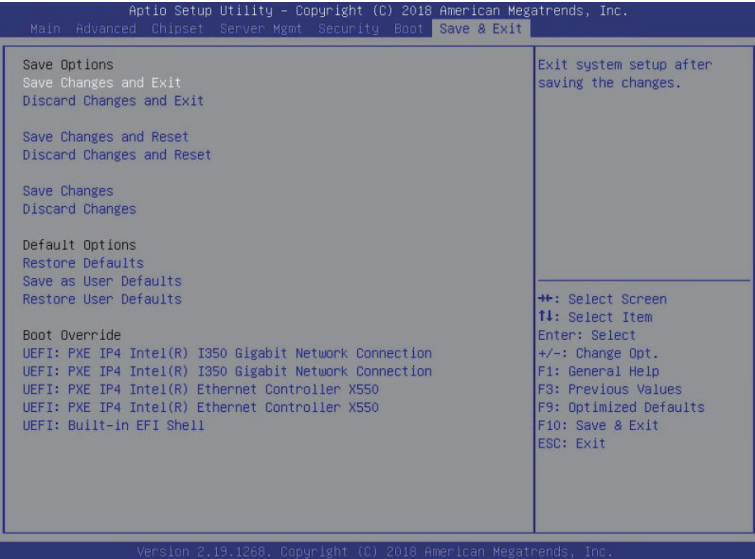 Aptio Setup Utility – Copyright (C) 2018 American Megatrends, Inc.
Main Advanced Chipset Server Mgmt Security Boot Save & Exit
Save Options
Save Changes and Exit
Discard Changes and Exit
Save Changes and Reset
Discard Changes and Reset
Save Changes
Discard Changes
Default Options
Restore Defaults
Save as User Defaults
Restore User Defaults
Boot Override
UEFI: PXE IP4 Intel(R) I350 Gigabit Network Connection
UEFI: PXE IP4 Intel(R) I350 Gigabit Network Connection
UEFI: PXE IP4 Intel(R) Ethernet Controller X550
UEFI: PXE IP4 Intel(R) Ethernet Controller X550
UEFI: Built-in EFI Shell
Exit system setup after
saving the changes.
→←: Select Screen
↑↓: Select Item
Enter: Select
+/-: Change Opt.
F1: General Help
F3: Previous Values
F9: Optimized Defaults
F10: Save & Exit
ESC: Exit
Version 2.19.1268. Copyright (C) 2018 American Megatrends, Inc.